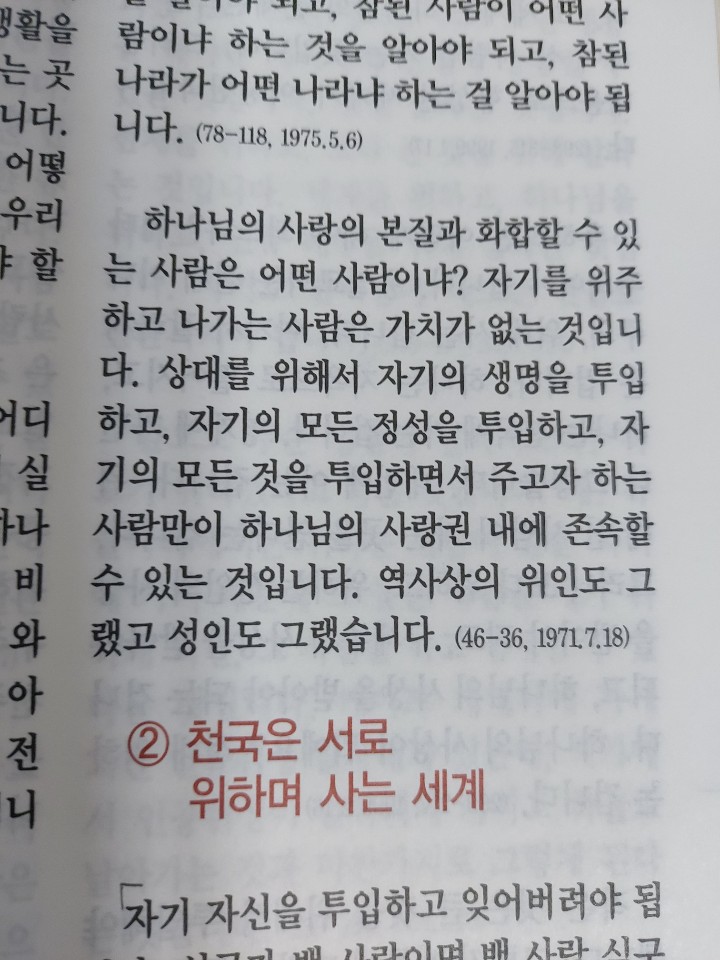 생활을
는 곳
니다.
어떻
우리
야 할
어디
실
하나
비
와
아
전
니
알아야 되고, 참된 사람이 어떤 사
람이냐 하는 것을 알아야 되고, 참된
나라가 어떤 나라냐 하는 걸 알아야 됩
니다. (78-118, 1975.5.6)
하나님의 사랑의 본질과 화합할 수 있
는 사람은 어떤 사람이냐? 자기를 위주
하고 나가는 사람은 가치가 없는 것입니
다. 상대를 위해서 자기의 생명을 투입
하고, 자기의 모든 정성을 투입하고, 자
기의 모든 것을 투입하면서 주고자 하는
사람만이 하나님의 사랑권 내에 존속할
수 있는 것입니다. 역사상의 위인도 그
랬고 성인도 그랬습니다. (46-36, 1971.7.18)
② 천국은 서로
위하며 사는 세계
「자기 자신을 투입하고 잊어버려야 됩
백 사람이면 백 사람